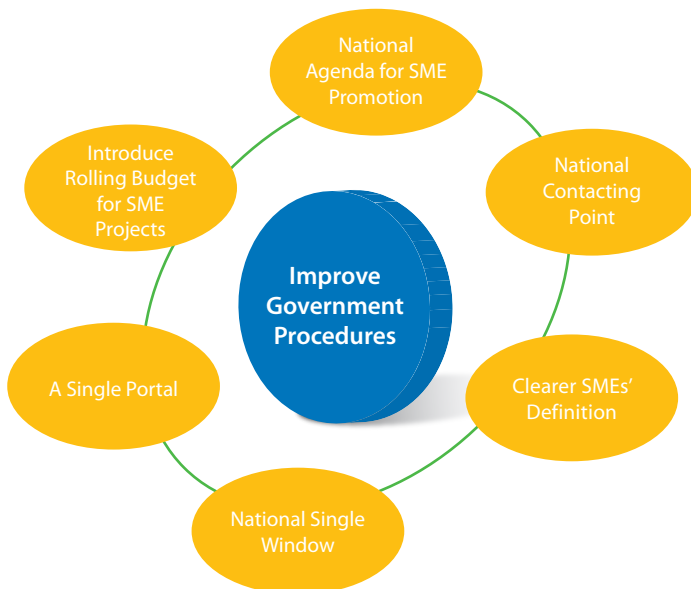 National
Agenda for SME
Promotion
National
Contacting
Point
Clearer SMEs'
Definition
National Single
Window
A Single Portal
Introduce
Rolling Budget
for SME
Projects
Improve
Government
Procedures